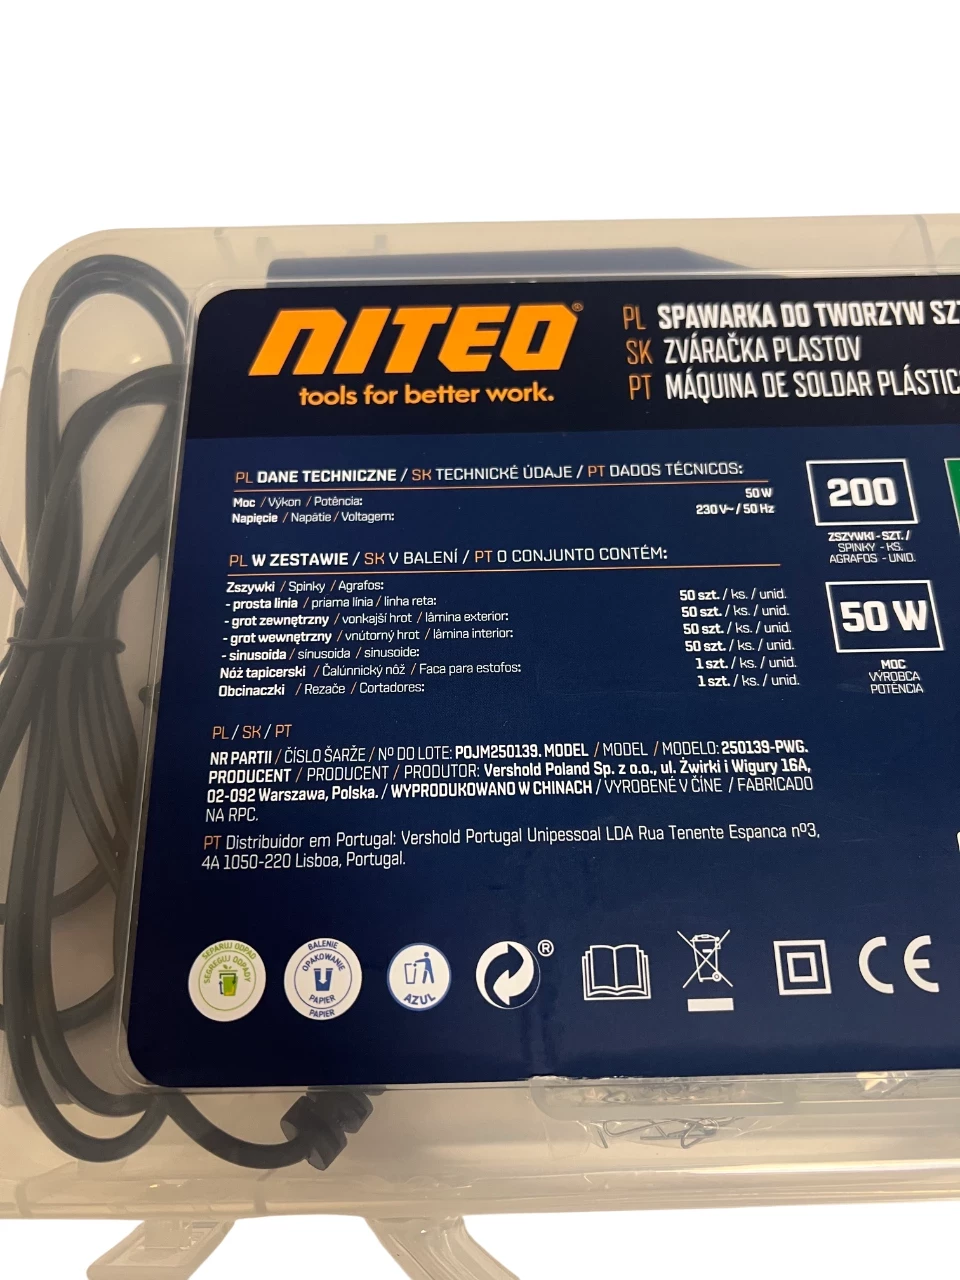 NITEO®
tools for better work.
PL SPAWARKA DO TWORZYW
SK ZVÁRAČKA PLASTOV
PT MÁQUINA DE SOLDAR
PL DANE TECHNICZNE / SK TECHNICKÉ ÚDAJE / PT DADOS TÉCNICOS:
Moc / Výkon / Potência: 50 W
Napięcie / Napätie / Voltagem: 230 V~ / 50 Hz
200
ZSZYWKI - SZT. /
SPINKY - KS.
AGRAFOS - UNID.
PL W ZESTAWIE / SK V BALENÍ / PT O CONJUNTO CONTÉM:
Zszywki / Spinky / Agrafos:
- prosta linia / priama línia / linha reta: 50 szt. / ks. / unid.
- grot zewnętrzny / vonkajší hrot / lâmina exterior: 50 szt. / ks. / unid.
- grot wewnętrzny / vnútorný hrot / lâmina interior: 50 szt. / ks. / unid.
- sinusoida / sínusoida / sinusoide: 50 szt. / ks. / unid.
Nóż tapicerski / Čalúnnický nôž / Faca para estofos: 1 szt. / ks. / unid.
Obcinaczki / Rezače / Cortadores: 1 szt. / ks. / unid.
50 W
MOC
VÝROBCA
POTÊNCIA
PL / SK / PT
NR PARTII / ČÍSLO ŠARŽE / Nº DO LOTE: POJM250139. MODEL / MODEL / MODELO: 250139-PWG.
PRODUCENT / PRODUCENT / PRODUTOR: Vershold Poland Sp. z o.o., ul. Żwirki i Wigury 16A,
02-092 Warszawa, Polska. / WYPRODUKOWANO W CHINACH / VYROBENÉ V ČÍNE / FABRICADO
NA RPC.
PT Distribuidor em Portugal: Vershold Portugal Unipessoal LDA Rua Tenente Espanca nº3,
4A 1050-220 Lisboa, Portugal.
SEPARUJ ODPAD
SEGREGUJ ODPADY
BALENIE
OPAKOWANIE
PAPIER
PAPIER
AZUL
®
CE